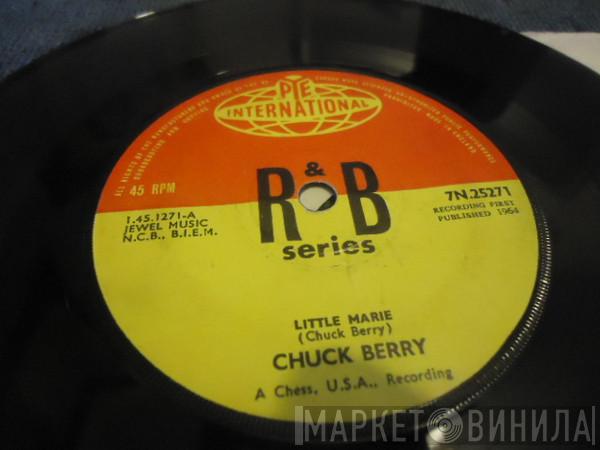 PYE
INTERNATIONAL
45 RPM
R & B
series
1.45.1271-A
JEWEL MUSIC
N.C.B., B.I.E.M.
7N.25271
RECORDING FIRST
PUBLISHED 1964
LITTLE MARIE
(Chuck Berry)
CHUCK BERRY
A Chess, U.S.A., Recording
МАРКЕТ ВИНИЛА